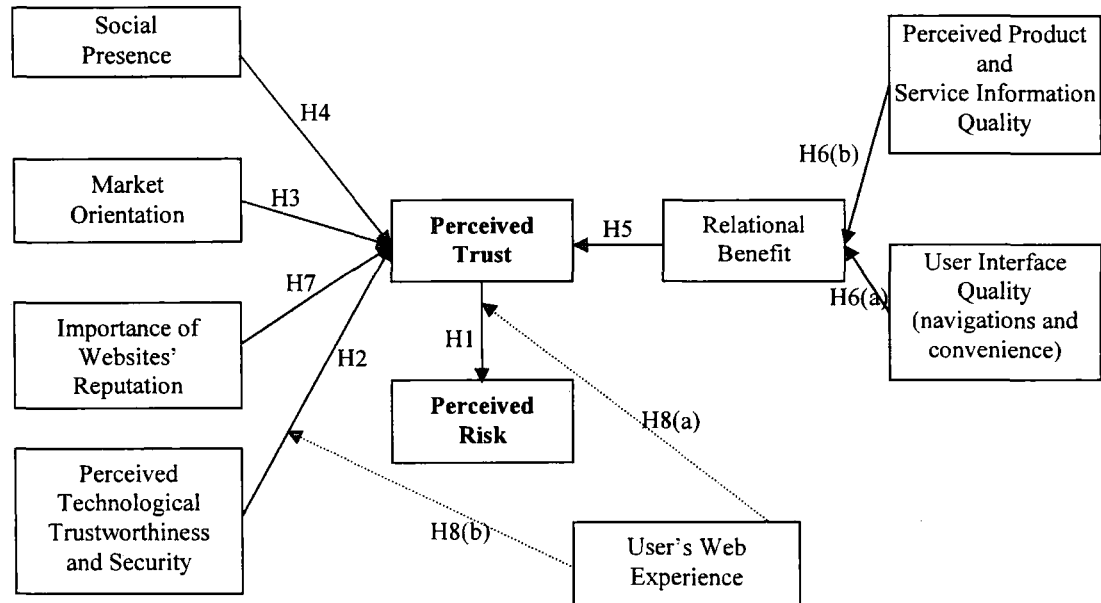 Social
Presence
H4
Market
Orientation
H3
H7
Importance of
Websites'
Reputation
H2
Perceived
Technological
Trustworthiness
and Security
Perceived
Trust
H1
Perceived
Risk
H5
Relational
Benefit
Perceived Product
and
Service Information
Quality
H6(b)
H6(a)
User Interface
Quality
(navigations and
convenience)
H8(a)
H8(b)
User's Web
Experience